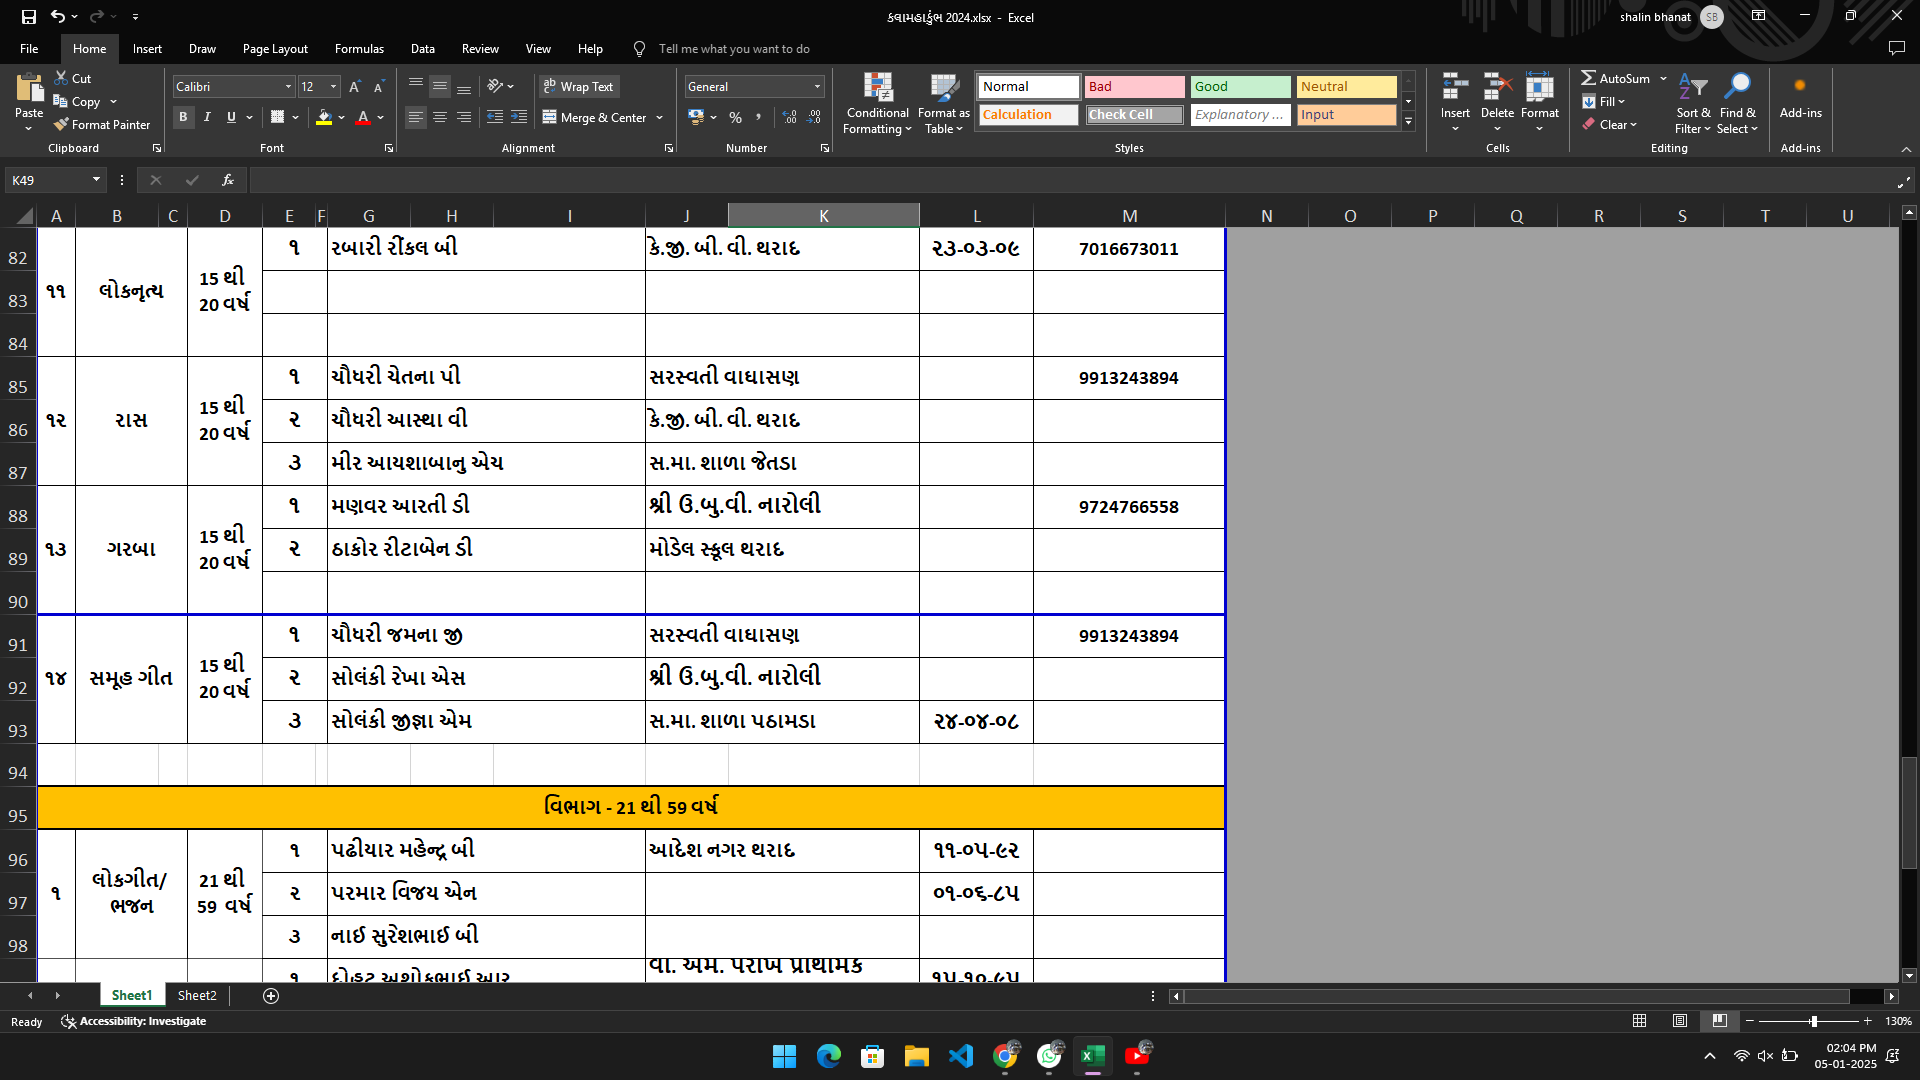 કલામહાકુંભ 2024.xlsx - Excel
shalin bhanat SB
File Home Insert Draw Page Layout Formulas Data Review View Help Tell me what you want to do
Paste Cut Copy Format Painter Clipboard
Calibri 12 A A B I U A Font
ab Wrap Text Merge & Center Alignment
General % , Number
Conditional Formatting Format as Table
Normal Bad Good Neutral
Calculation Check Cell Explanatory ... Input
Styles
Insert Delete Format Cells
AutoSum Fill Clear Sort & Filter Find & Select Editing
Add-ins Add-ins
K49 fx
A B C D E F G H I J K L M N O P Q R S T U
82 ૧ રબારી રીંકલ બી કે.જી. બી. વી. થરાદ ૨૩-૦૩-૦૯ 7016673011
83 ૧૧ લોકનૃત્ય 15 થી 20 વર્ષ
84
85 ૧ ચૌધરી ચેતના પી સરસ્વતી વાઘાસણ 9913243894
86 ૧૨ રાસ 15 થી 20 વર્ષ ૨ ચૌધરી આસ્થા વી કે.જી. બી. વી. થરાદ
87 ૩ મીર આયશાબાનુ એચ સ.મા. શાળા જેતડા
88 ૧ મણવર આરતી ડી શ્રી ઉ.બુ.વી. નારોલી 9724766558
89 ૧૩ ગરબા 15 થી 20 વર્ષ ૨ ઠાકોર રીટાબેન ડી મોડેલ સ્કૂલ થરાદ
90
91 ૧ ચૌધરી જમના જી સરસ્વતી વાઘાસણ 9913243894
92 ૧૪ સમૂહ ગીત 15 થી 20 વર્ષ ૨ સોલંકી રેખા એસ શ્રી ઉ.બુ.વી. નારોલી
93 ૩ સોલંકી જીજ્ઞા એમ સ.મા. શાળા પઠામડા ૨૪-૦૪-૦૮
94
95 વિભાગ - 21 થી 59 વર્ષ
96 ૧ પઢીયાર મહેન્દ્ર બી આદેશ નગર થરાદ ૧૧-૦૫-૯૨
97 ૧ લોકગીત/ ભજન 21 થી 59 વર્ષ ૨ પરમાર વિજય એન ૦૧-૦૬-૮૫
98 ૩ નાઈ સુરેશભાઈ બી
૧ દોહટ અશોકભાઈ આર વી. એમ. પરીખ પ્રાથમિક ૧૫-૧૦-૯૫
Sheet1 Sheet2
Ready Accessibility: Investigate 130%
02:04 PM
05-01-2025